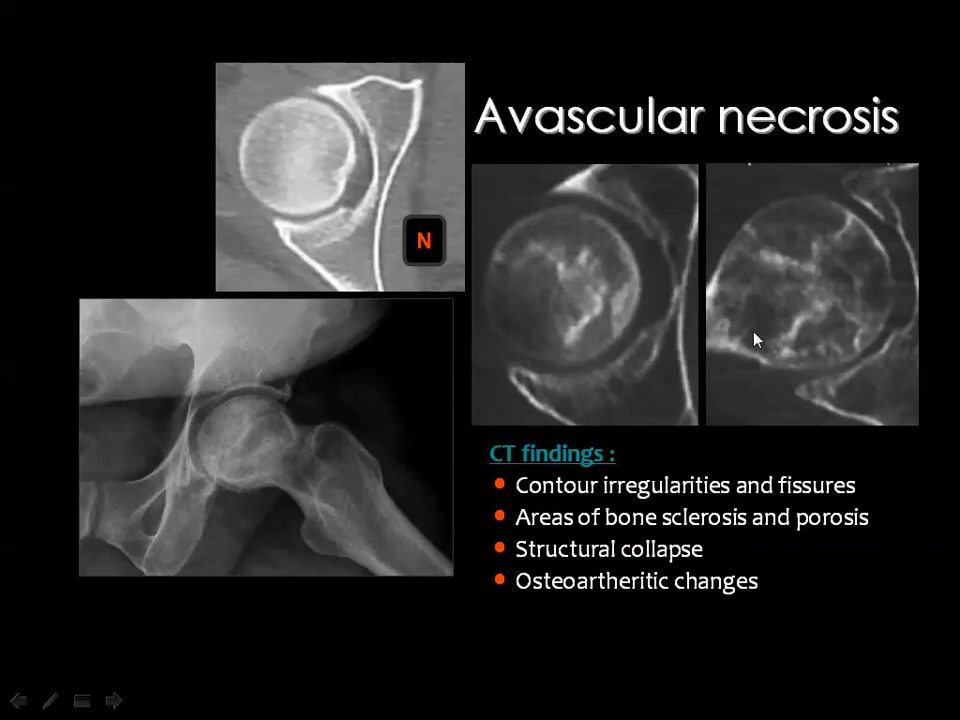 Avascular necrosis
N
CT findings :
Contour irregularities and fissures
Areas of bone sclerosis and porosis
Structural collapse
Osteoartheritic changes